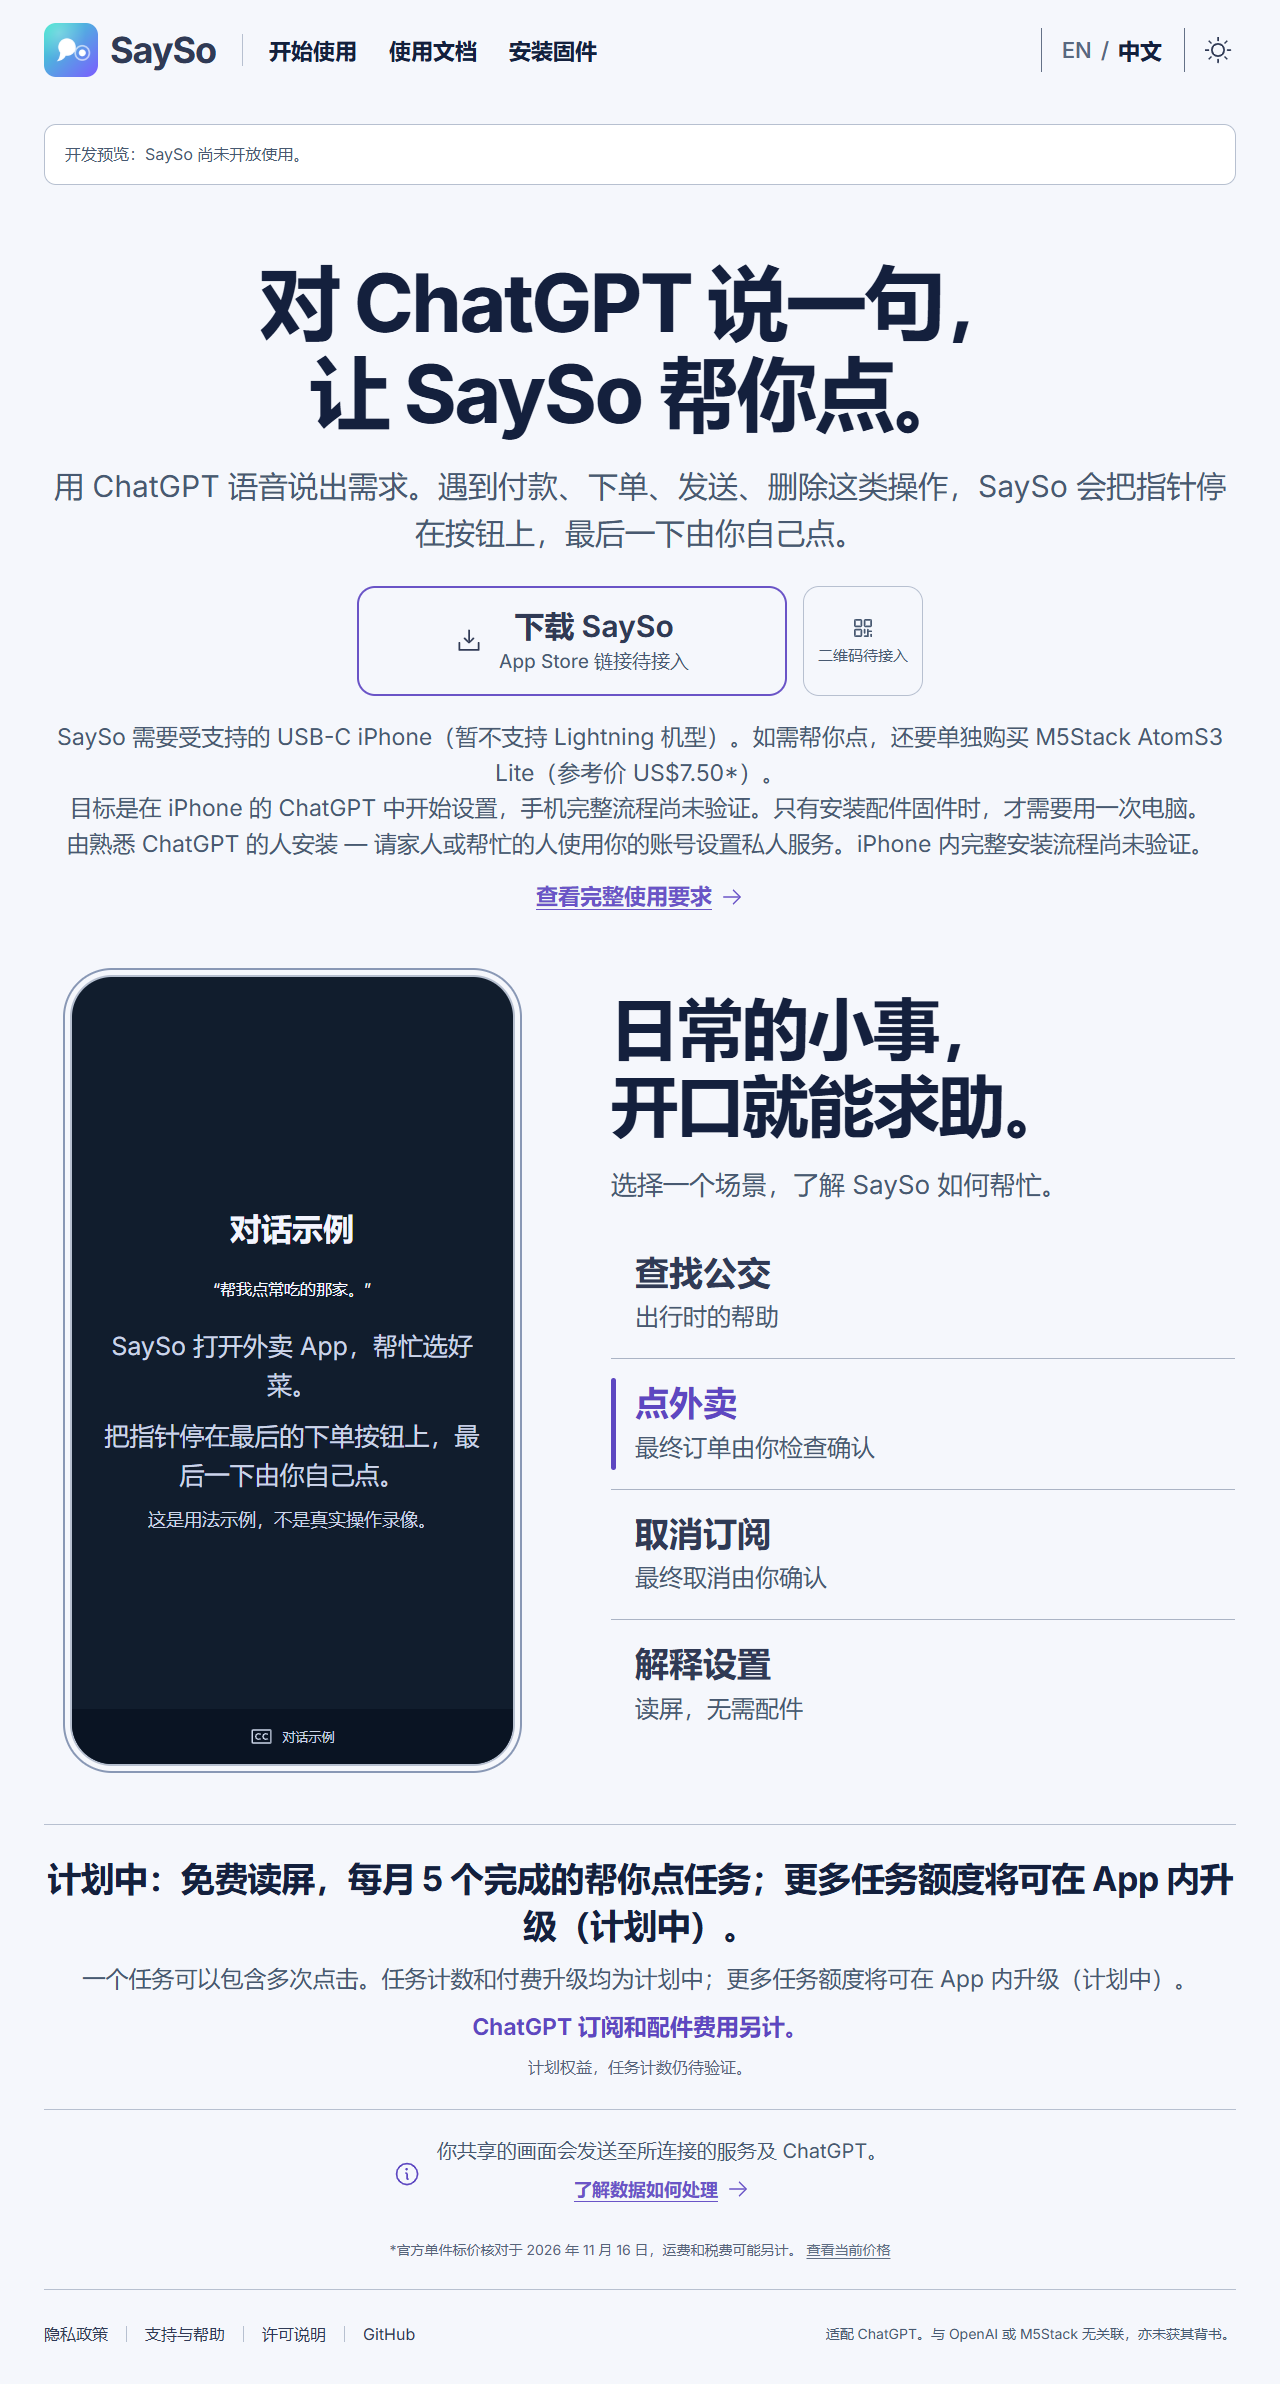 SaySo
开始使用 使用文档 安装固件
EN / 中文
开发预览：SaySo 尚未开放使用。
对 ChatGPT 说一句，
让 SaySo 帮你点。
用 ChatGPT 语音说出需求。遇到付款、下单、发送、删除这类操作，SaySo 会把指针停
在按钮上，最后一下由你自己点。
下载 SaySo
App Store 链接待接入
二维码待接入
SaySo 需要受支持的 USB-C iPhone（暂不支持 Lightning 机型）。如需帮你点，还要单独购买 M5Stack AtomS3
Lite（参考价 US$7.50*）。
目标是在 iPhone 的 ChatGPT 中开始设置，手机完整流程尚未验证。只有安装配件固件时，才需要用一次电脑。
由熟悉 ChatGPT 的人安装 — 请家人或帮忙的人使用你的账号设置私人服务。iPhone 内完整安装流程尚未验证。
查看完整使用要求 →
对话示例
“帮我点常吃的那家。”
SaySo 打开外卖 App，帮忙选好
菜。
把指针停在最后的下单按钮上，最
后一下由你自己点。
这是用法示例，不是真实操作录像。
CC 对话示例
日常的小事，
开口就能求助。
选择一个场景，了解 SaySo 如何帮忙。
查找公交
出行时的帮助
点外卖
最终订单由你检查确认
取消订阅
最终取消由你确认
解释设置
读屏，无需配件
计划中：免费读屏，每月 5 个完成的帮你点任务；更多任务额度将可在 App 内升
级（计划中）。
一个任务可以包含多次点击。任务计数和付费升级均为计划中；更多任务额度将可在 App 内升级（计划中）。
ChatGPT 订阅和配件费用另计。
计划权益，任务计数仍待验证。
你共享的画面会发送至所连接的服务及 ChatGPT。
了解数据如何处理 →
*官方单件标价核对于 2026 年 11 月 16 日，运费和税费可能另计。 查看当前价格
隐私政策 支持与帮助 许可说明 GitHub
适配 ChatGPT。与 OpenAI 或 M5Stack 无关联，亦未获其背书。